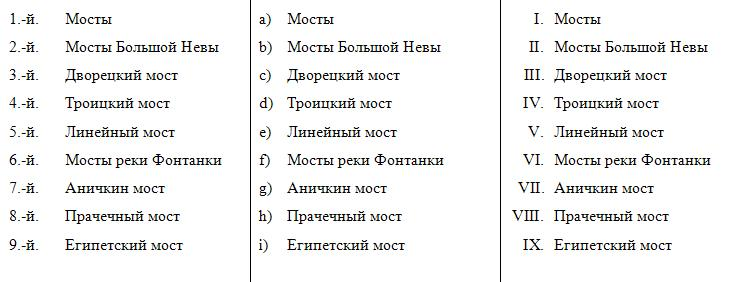 1.-й. Мосты
2.-й. Мосты Большой Невы
3.-й. Дворецкий мост
4.-й. Троицкий мост
5.-й. Линейный мост
6.-й. Мосты реки Фонтанки
7.-й. Аничкин мост
8.-й. Прачечный мост
9.-й. Египетский мост
a) Мосты
b) Мосты Большой Невы
c) Дворецкий мост
d) Троицкий мост
e) Линейный мост
f) Мосты реки Фонтанки
g) Аничкин мост
h) Прачечный мост
i) Египетский мост
I. Мосты
II. Мосты Большой Невы
III. Дворецкий мост
IV. Троицкий мост
V. Линейный мост
VI. Мосты реки Фонтанки
VII. Аничкин мост
VIII. Прачечный мост
IX. Египетский мост